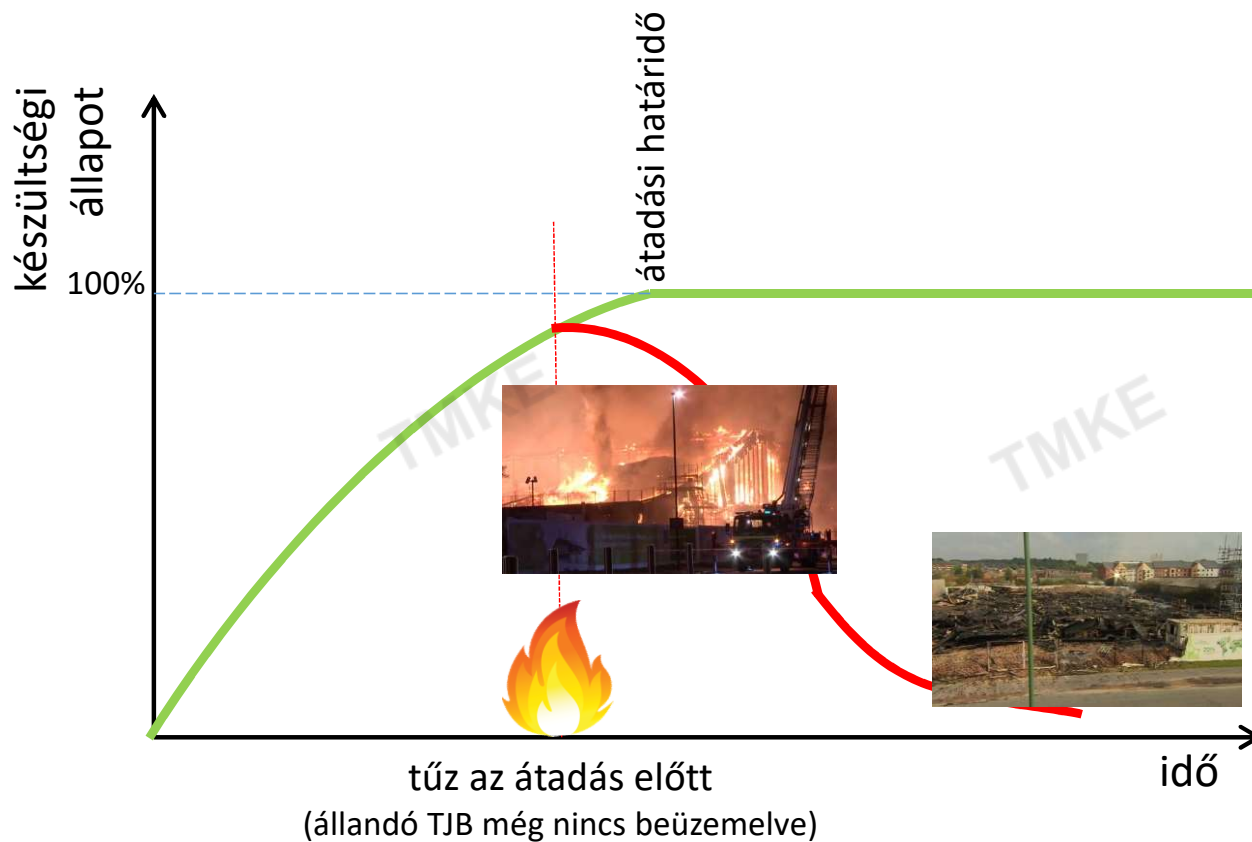 készültségi
állapot
átadási határidő
100%
TMKE
TMKE
tűz az átadás előtt
(állandó TJB még nincs beüzemelve)
idő